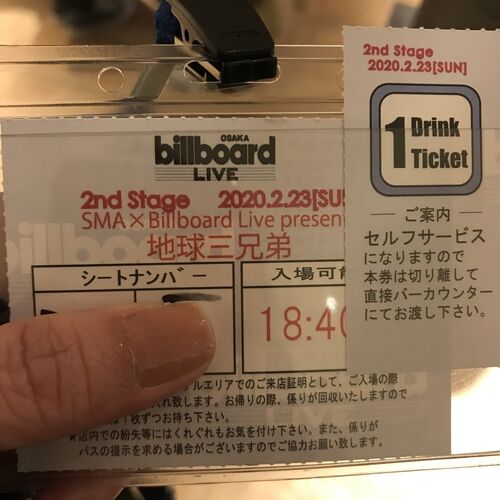 OSAKA
billboard
LIVE
2nd Stage 2020.2.23[SU
SMA×Billboard Live presen
地球三兄弟
シートナンバー
入場可能
18:40
アルエリアでのご来店証明として、ご入場の際
入れ致します。お帰りの際、係りが回収いたしますので
は1枚ずつお持ち下さい。
★店内での紛失等にはくれぐれもお気を付け下さい。また、係りが
パスの提示を求める場合がございますのでご協力お願い致します。
2nd Stage
2020.2.23[SUN]
1 Drink
Ticket
ご案内
セルフサービス
になりますので
本券は切り離して
直接バーカウンター
にてお渡し下さい。